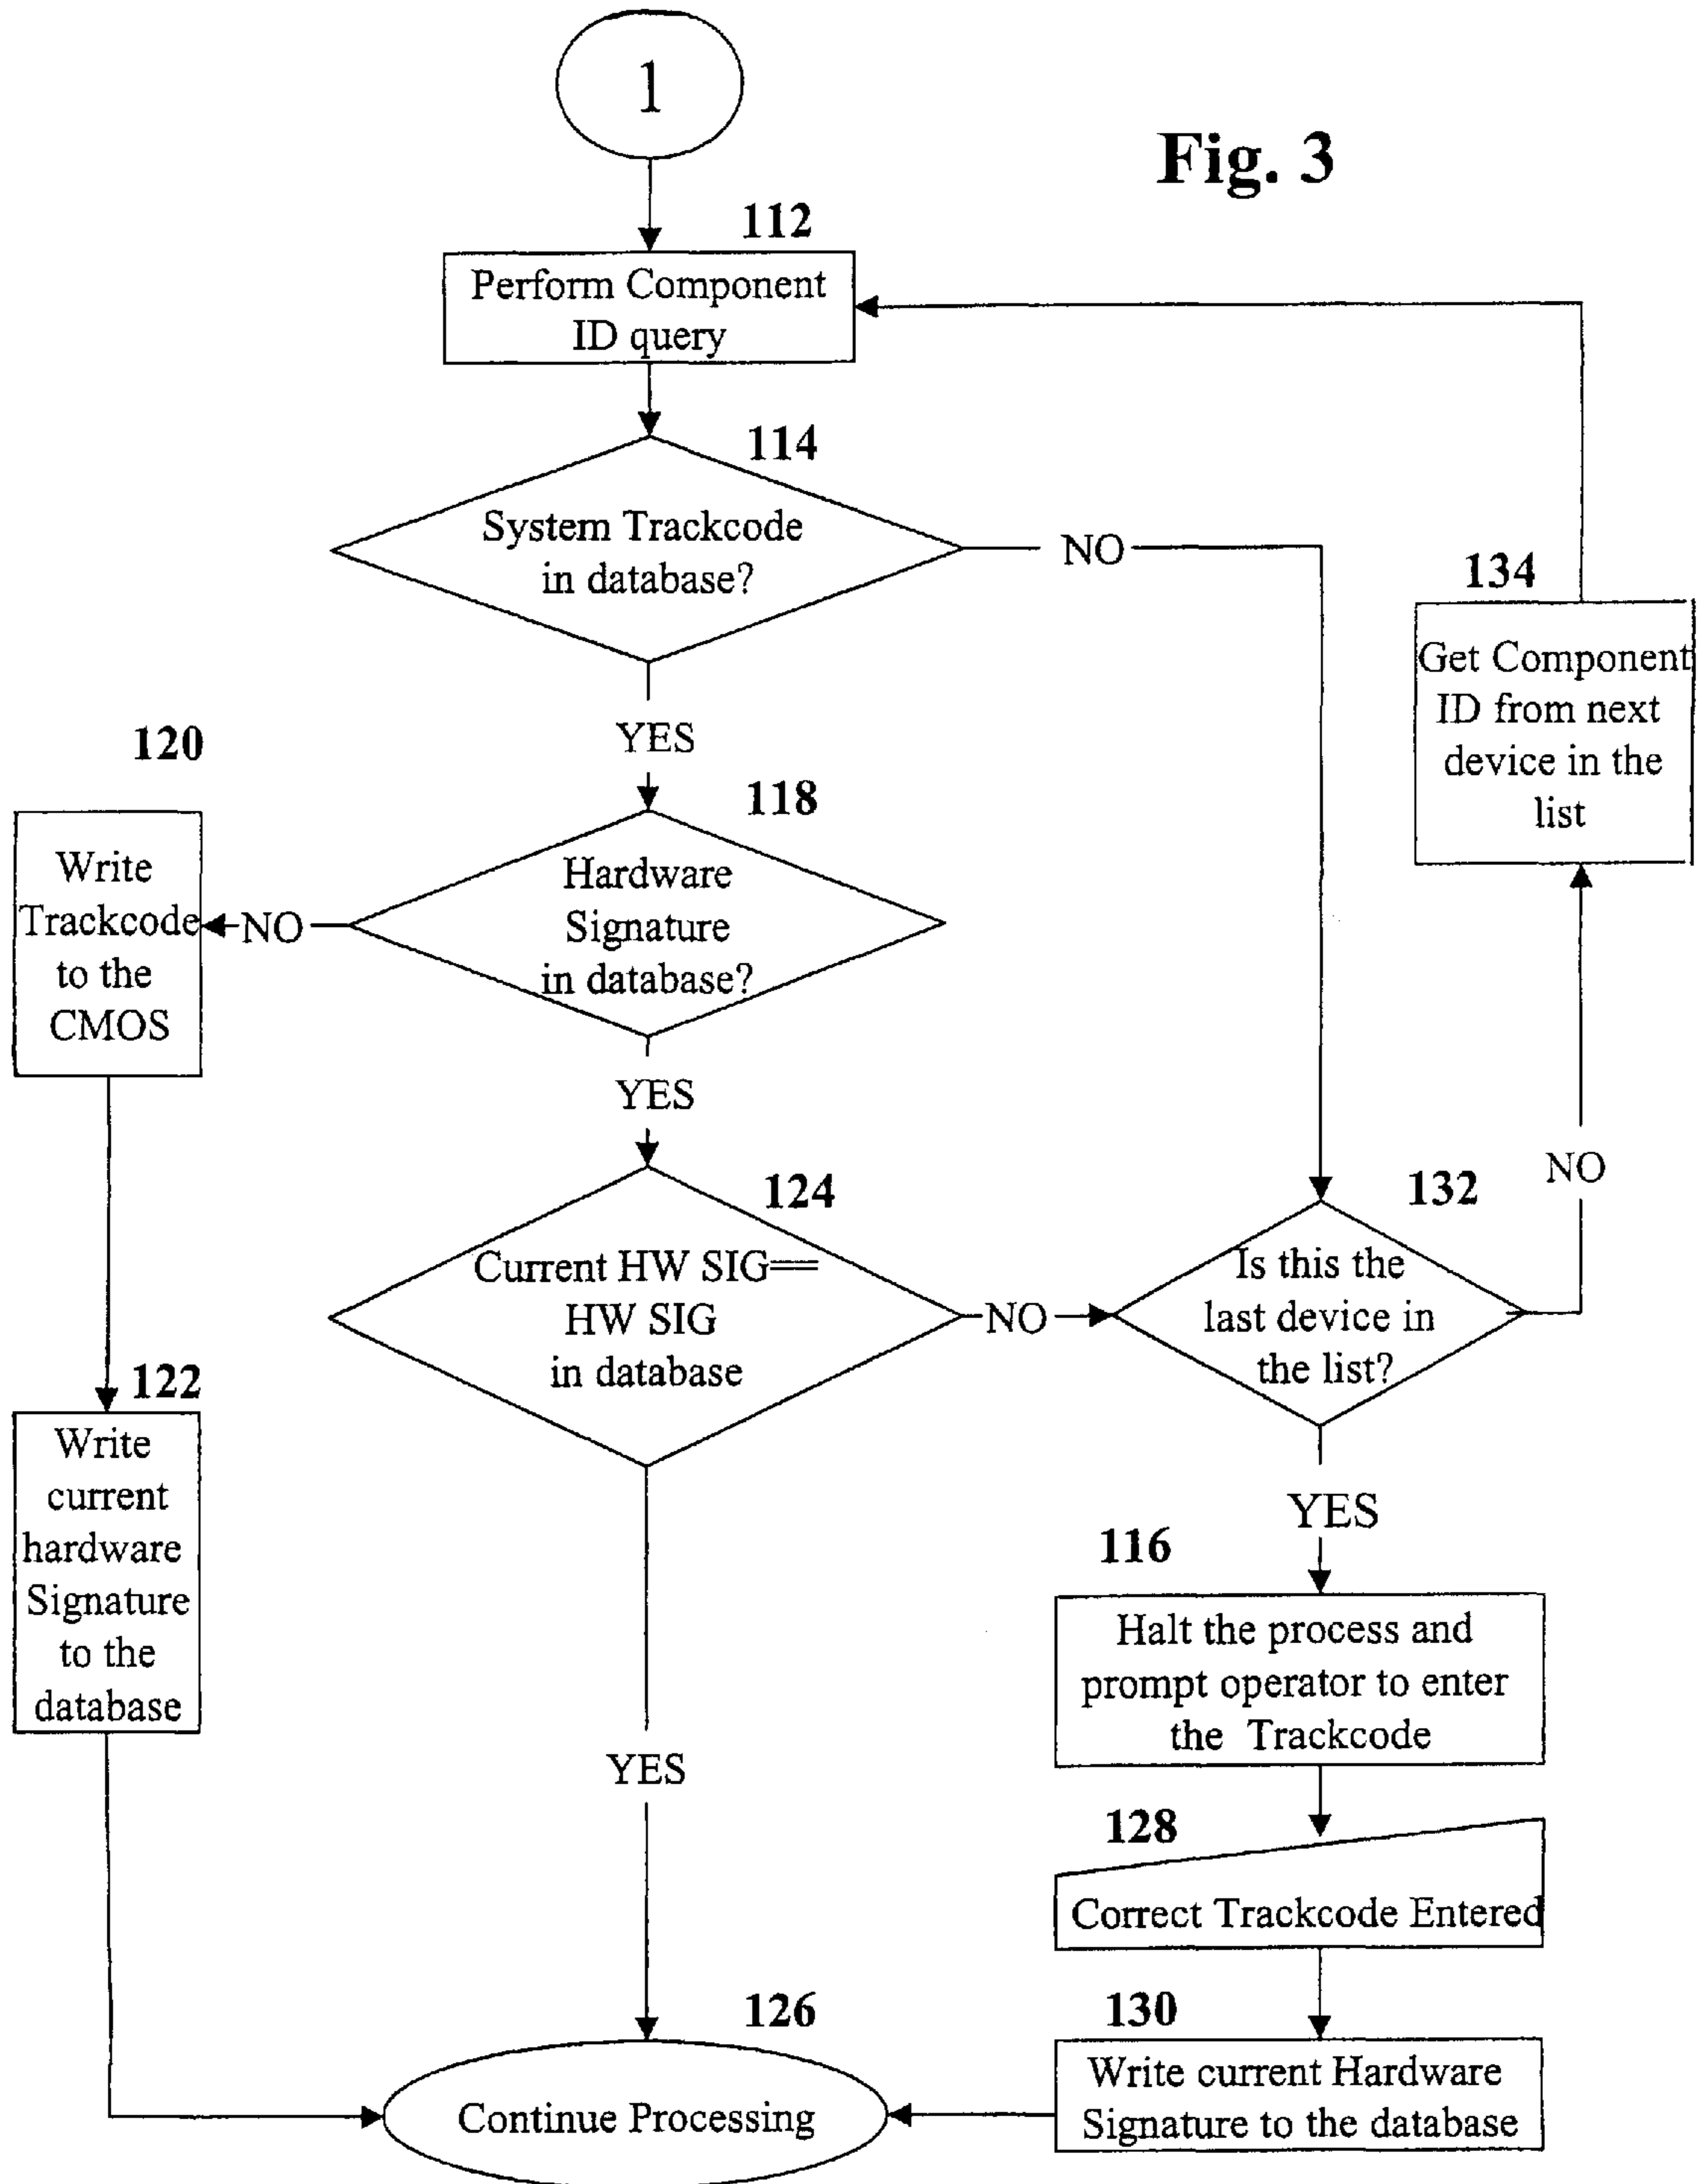 1
Fig. 3
112
Perform Component
ID query
114
System Trackcode
in database?
NO
134
Get Component
ID from next
device in the
list
YES
120
Write
Trackcode
to the
CMOS
118
Hardware
Signature
in database?
NO
YES
124
Current HW SIG==
HW SIG
in database
NO
132
Is this the
last device in
the list?
NO
122
Write
current
hardware
Signature
to the
database
YES
116
Halt the process and
prompt operator to enter
the Trackcode
YES
128
Correct Trackcode Entered
126
Continue Processing
130
Write current Hardware
Signature to the database